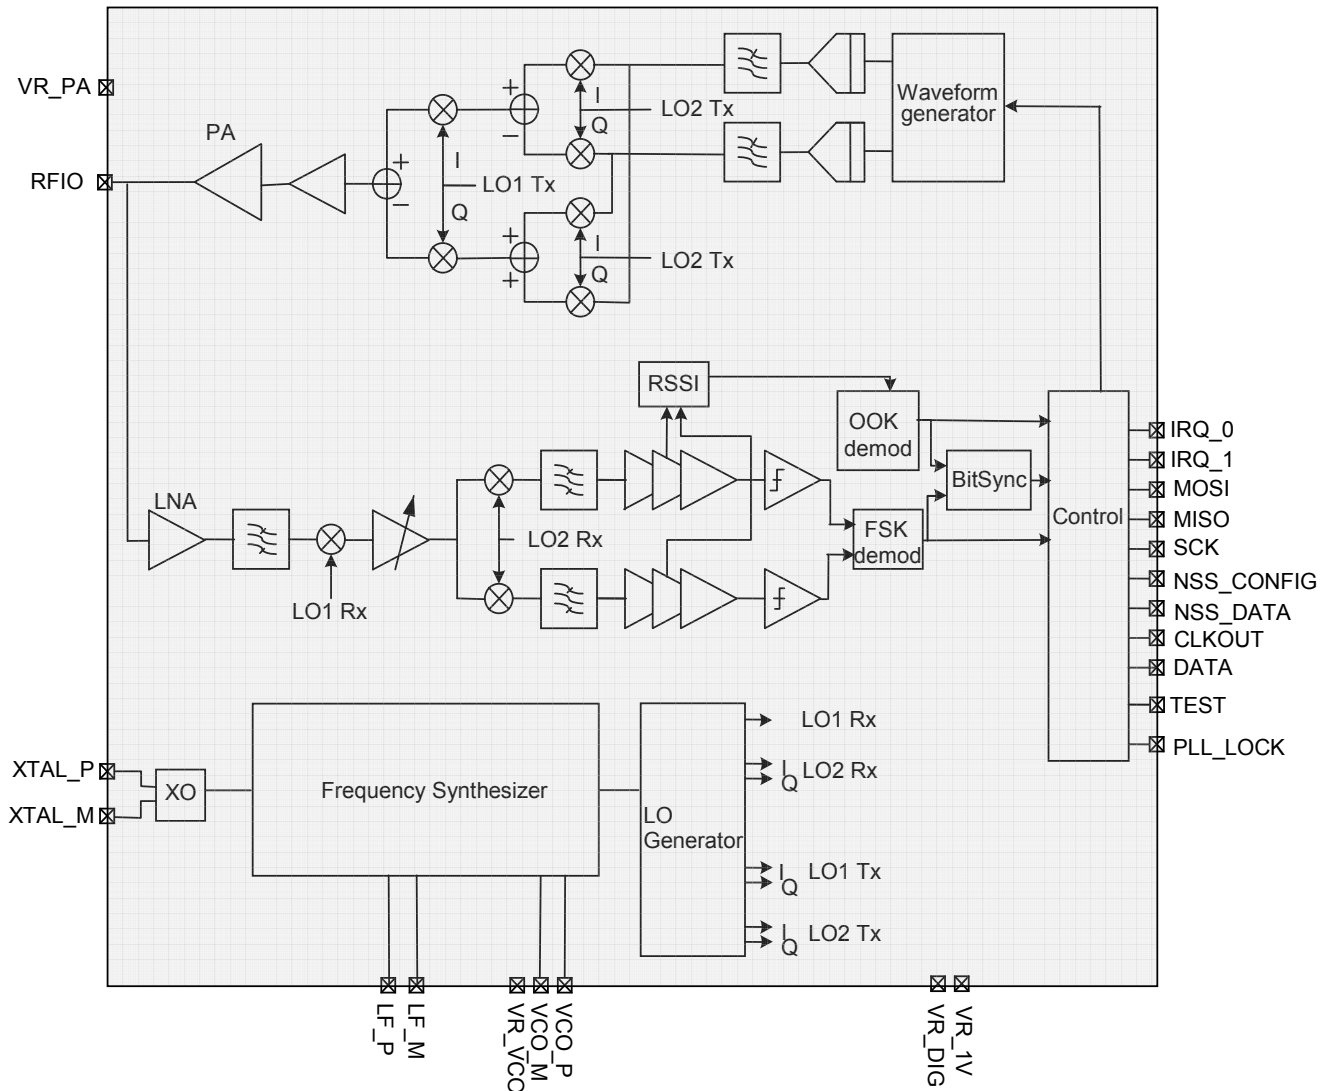 VR_PA
PA
RFIO
+
−
I
Q
LO1 Tx
+
−
I
Q
LO2 Tx
+
+
I
Q
LO2 Tx
Waveform
generator
RSSI
OOK
demod
BitSync
FSK
demod
Control
LNA
LO1 Rx
LO2 Rx
IRQ_0
IRQ_1
MOSI
MISO
SCK
NSS_CONFIG
NSS_DATA
CLKOUT
DATA
TEST
PLL_LOCK
XTAL_P
XTAL_M
XO
Frequency Synthesizer
LO
Generator
LO1 Rx
I
Q
LO2 Rx
I
Q
LO1 Tx
I
Q
LO2 Tx
LF_P
LF_M
VR_VCO
VCO_M
VCO_P
VR_DIG
VR_1V